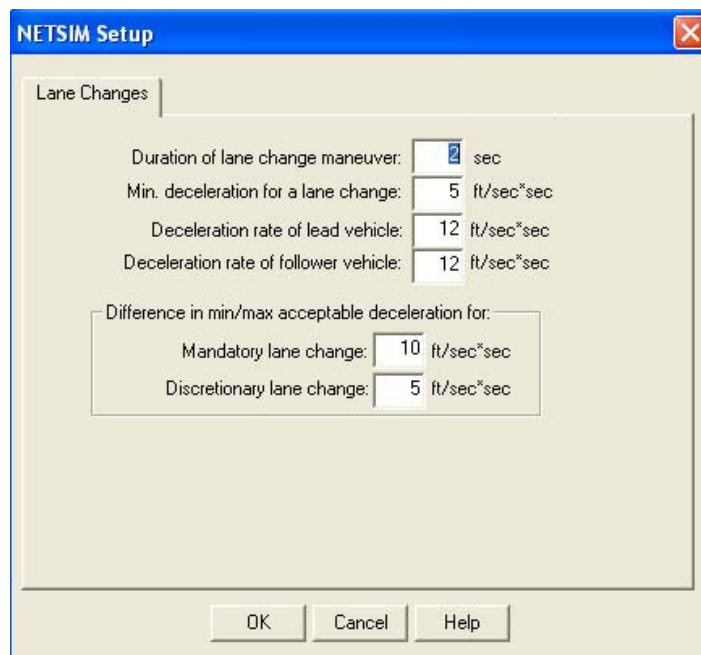 NETSIM Setup
Lane Changes
Duration of lane change maneuver: 2 sec
Min. deceleration for a lane change: 5 ft/sec*sec
Deceleration rate of lead vehicle: 12 ft/sec*sec
Deceleration rate of follower vehicle: 12 ft/sec*sec
Difference in min/max acceptable deceleration for:
Mandatory lane change: 10 ft/sec*sec
Discretionary lane change: 5 ft/sec*sec
OK Cancel Help